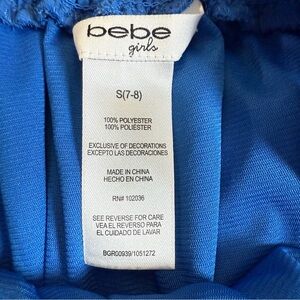 bebe
girls
S(7-8)
100% POLYESTER
100% POLIÉSTER
EXCLUSIVE OF DECORATIONS
EXCEPTO LAS DECORACIONES
MADE IN CHINA
HECHO EN CHINA
RN# 102036
SEE REVERSE FOR CARE
VEA EL REVERSO PARA EL
CUIDADO DE LAVAR
BGR00939/1051272